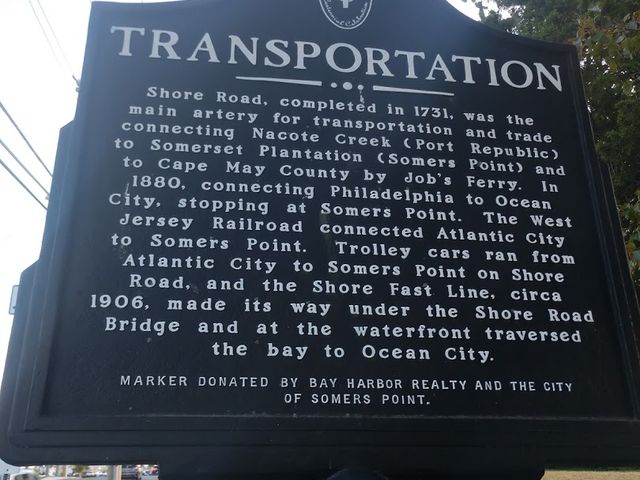 TRANSPORTATION
Shore Road, completed in 1731, was the
main artery for transportation and trade
connecting Nacote Creek (Port Republic)
to Somerset Plantation (Somers Point) and
to Cape May County by Job's Ferry. In
1880, connecting Philadelphia to Ocean
City, stopping at Somers Point. The West
Jersey Railroad connected Atlantic City
to Somers Point. Trolley cars ran from
Atlantic City to Somers Point on Shore
Road, and the Shore Fast Line, circa
1906, made its way under the Shore Road
Bridge and at the waterfront traversed
the bay to Ocean City.
MARKER DONATED BY BAY HARBOR REALTY AND THE CITY
OF SOMERS POINT.